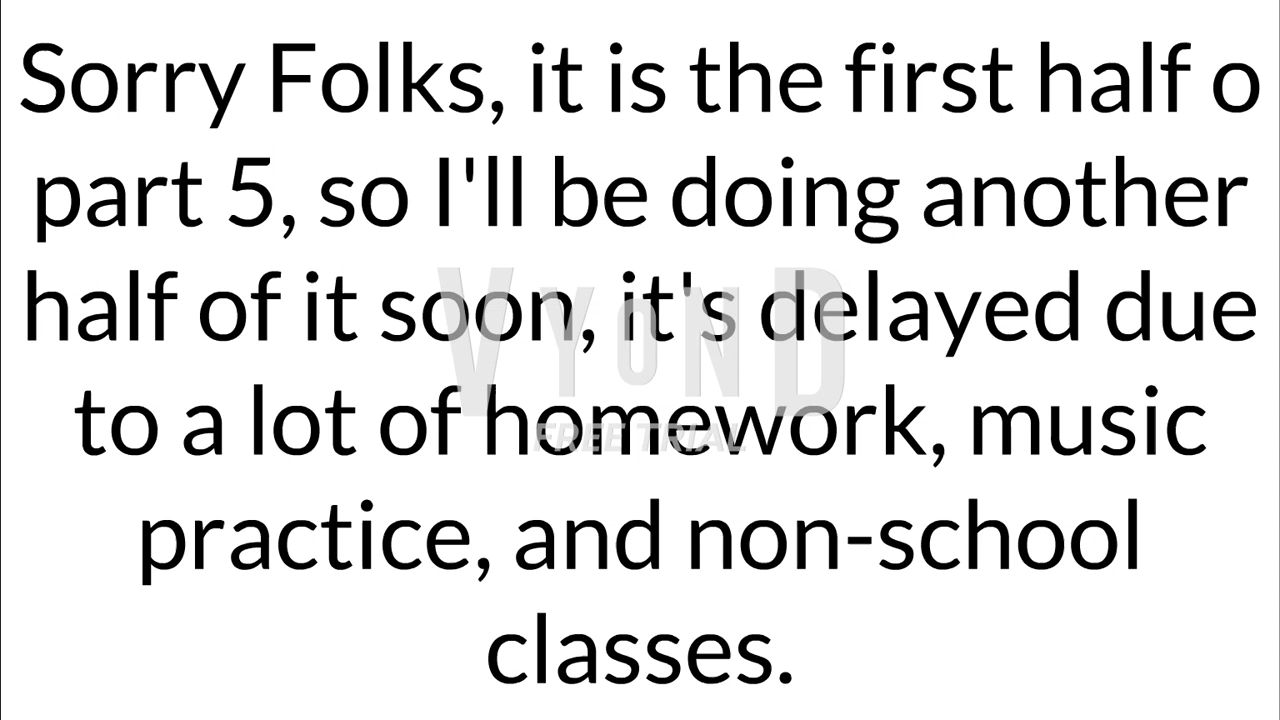 Sorry Folks, it is the first half o
part 5, so I'll be doing another
half of it soon, it's delayed due
to a lot of homework, music
practice, and non-school
classes.
VYOND
FREE TRIAL